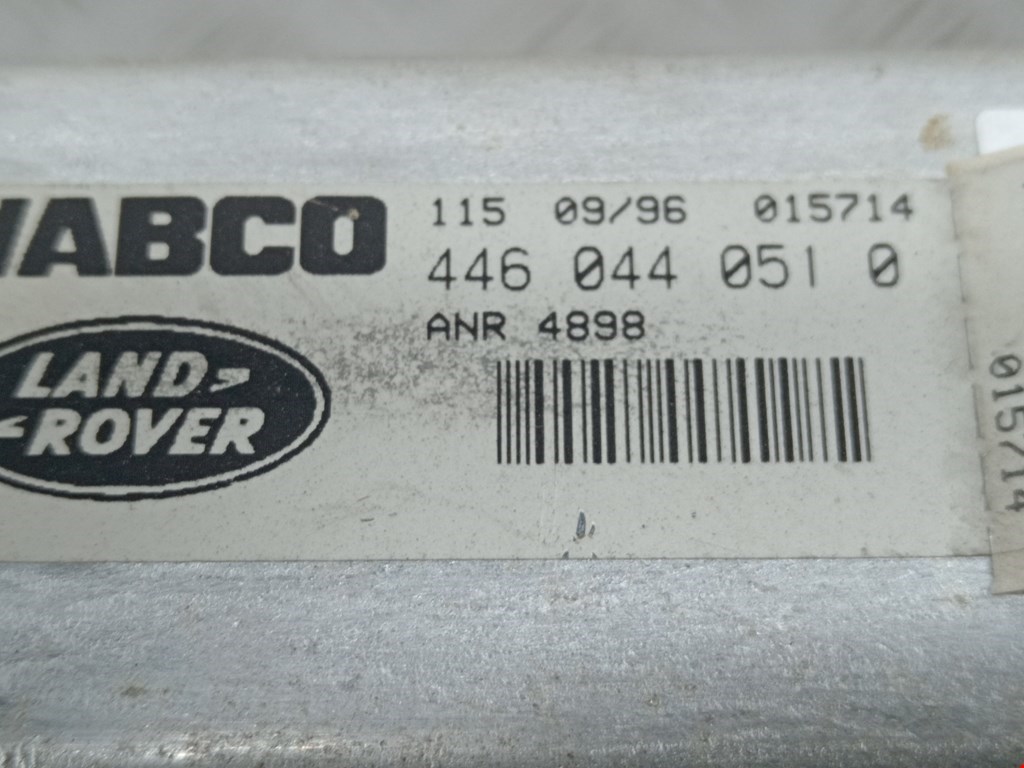 WABCO
115 09/96 015714
446 044 051 0
ANR 4898
LAND
ROVER
015714